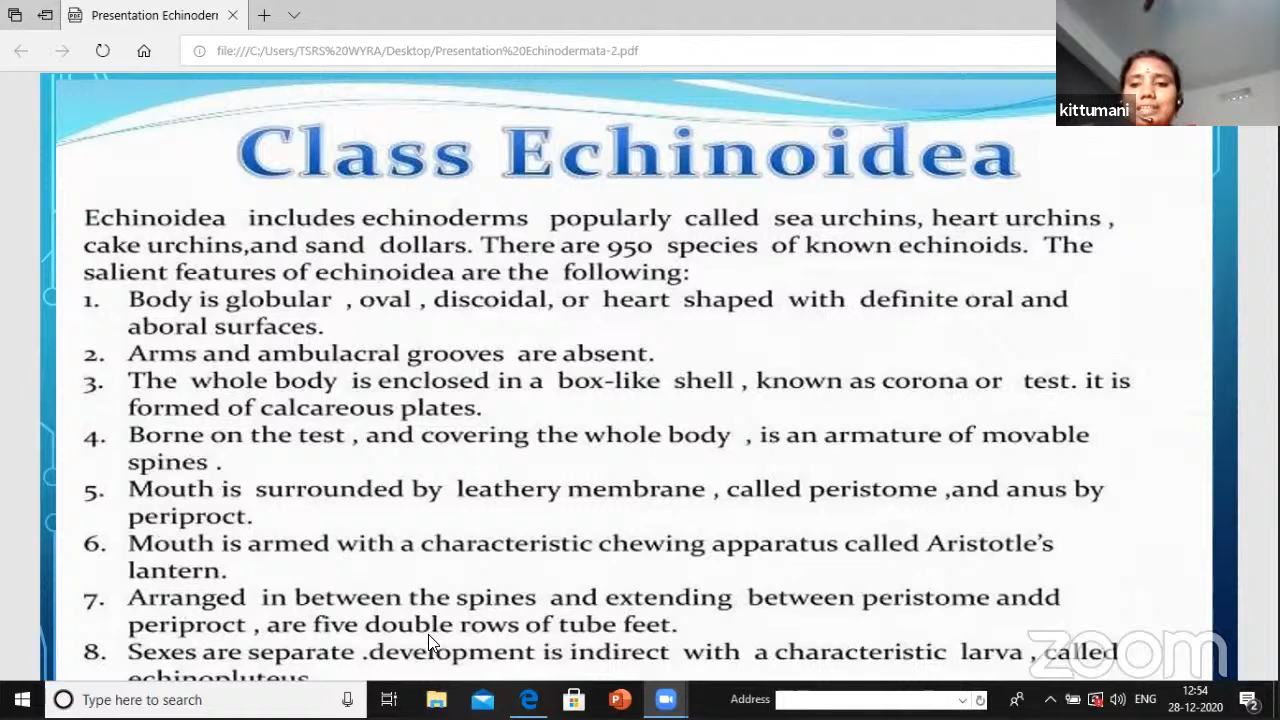 Presentation Echinoderm
file:///C:/Users/TSRS%20WYRA/Desktop/Presentation%20Echinodermata-2.pdf
kittumani
Class Echinoidea
Echinoidea includes echinoderms popularly called sea urchins, heart urchins ,
cake urchins,and sand dollars. There are 950 species of known echinoids. The
salient features of echinoidea are the following:
1. Body is globular , oval , discoidal, or heart shaped with definite oral and
aboral surfaces.
2. Arms and ambulacral grooves are absent.
3. The whole body is enclosed in a box-like shell , known as corona or test. it is
formed of calcareous plates.
4. Borne on the test , and covering the whole body , is an armature of movable
spines .
5. Mouth is surrounded by leathery membrane , called peristome ,and anus by
periproct.
6. Mouth is armed with a characteristic chewing apparatus called Aristotle's
lantern.
7. Arranged in between the spines and extending between peristome andd
periproct , are five double rows of tube feet.
8. Sexes are separate .development is indirect with a characteristic larva , called
echinopluteus
zoom
Type here to search
Address
ENG
12:54
28-12-2020
2